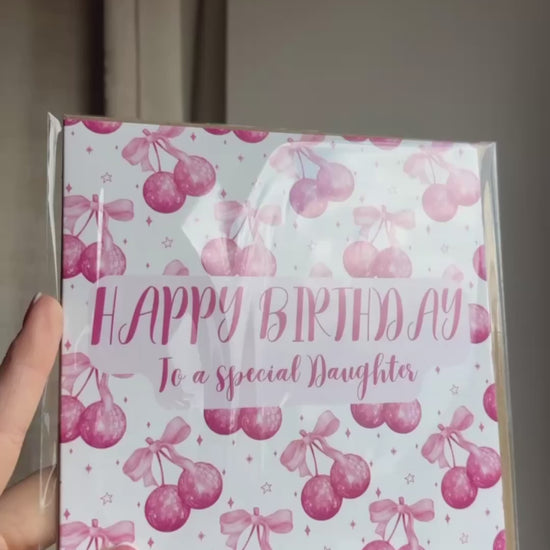 HAPPY BIRTHDAY
To a special Daughter